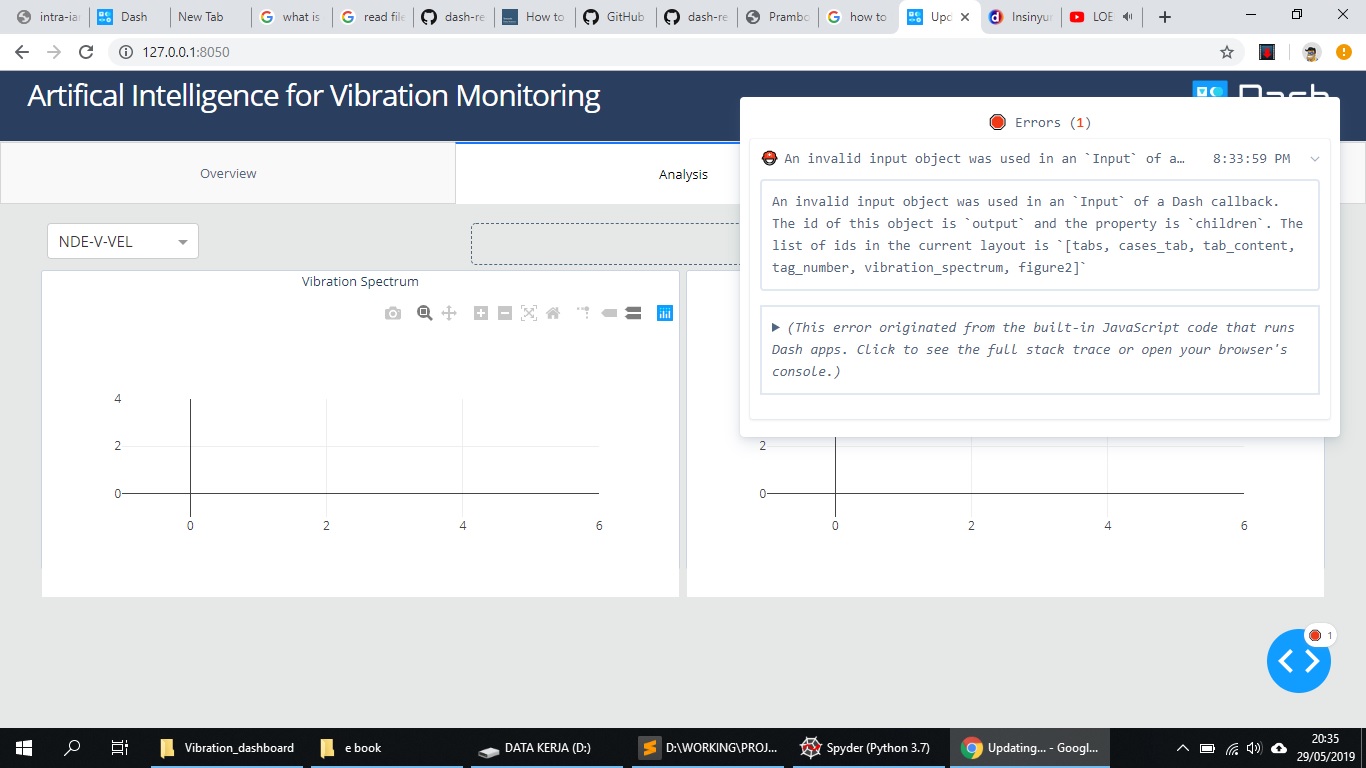 intra-ia
Dash
New Tab
what is
read file
dash-re
How to
GitHub
dash-re
Prambo
how to
Upd
Insinyur
LOE
127.0.0.1:8050
Artifical Intelligence for Vibration Monitoring
Dash
Errors (1)
An invalid input object was used in an `Input` of a…
8:33:59 PM
An invalid input object was used in an `Input` of a Dash callback.
The id of this object is `output` and the property is `children`. The
list of ids in the current layout is `[tabs, cases_tab, tab_content,
tag_number, vibration_spectrum, figure2]`
(This error originated from the built-in JavaScript code that runs
Dash apps. Click to see the full stack trace or open your browser's
console.)
Overview
Analysis
NDE-V-VEL
Vibration Spectrum
4
2
0
0 2 4 6
2
0
0 2 4 6
1
Vibration_dashboard
e book
DATA KERJA (D:)
D:\WORKING\PROJ...
Spyder (Python 3.7)
Updating... - Googl...
20:35
29/05/2019